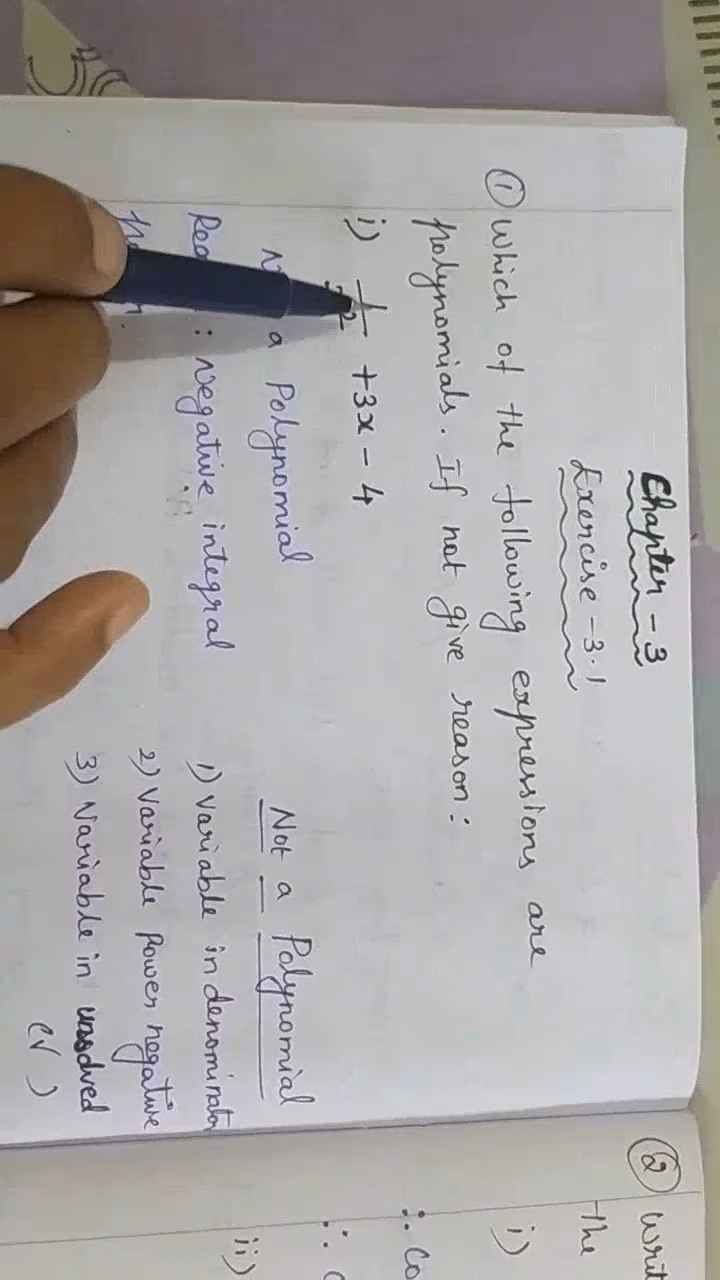 Chapter - 3
Exercise - 3.1
① Which of the following expressions are
polynomials. If not give reason:
i) 1 + 3x - 4
a Polynomial
: Negative integral
Not a Polynomial
1) Variable in denominator
2) Variable Power negative
3) Variable in unsolved
(√ )
②
the
i)
∴
∴
ii)